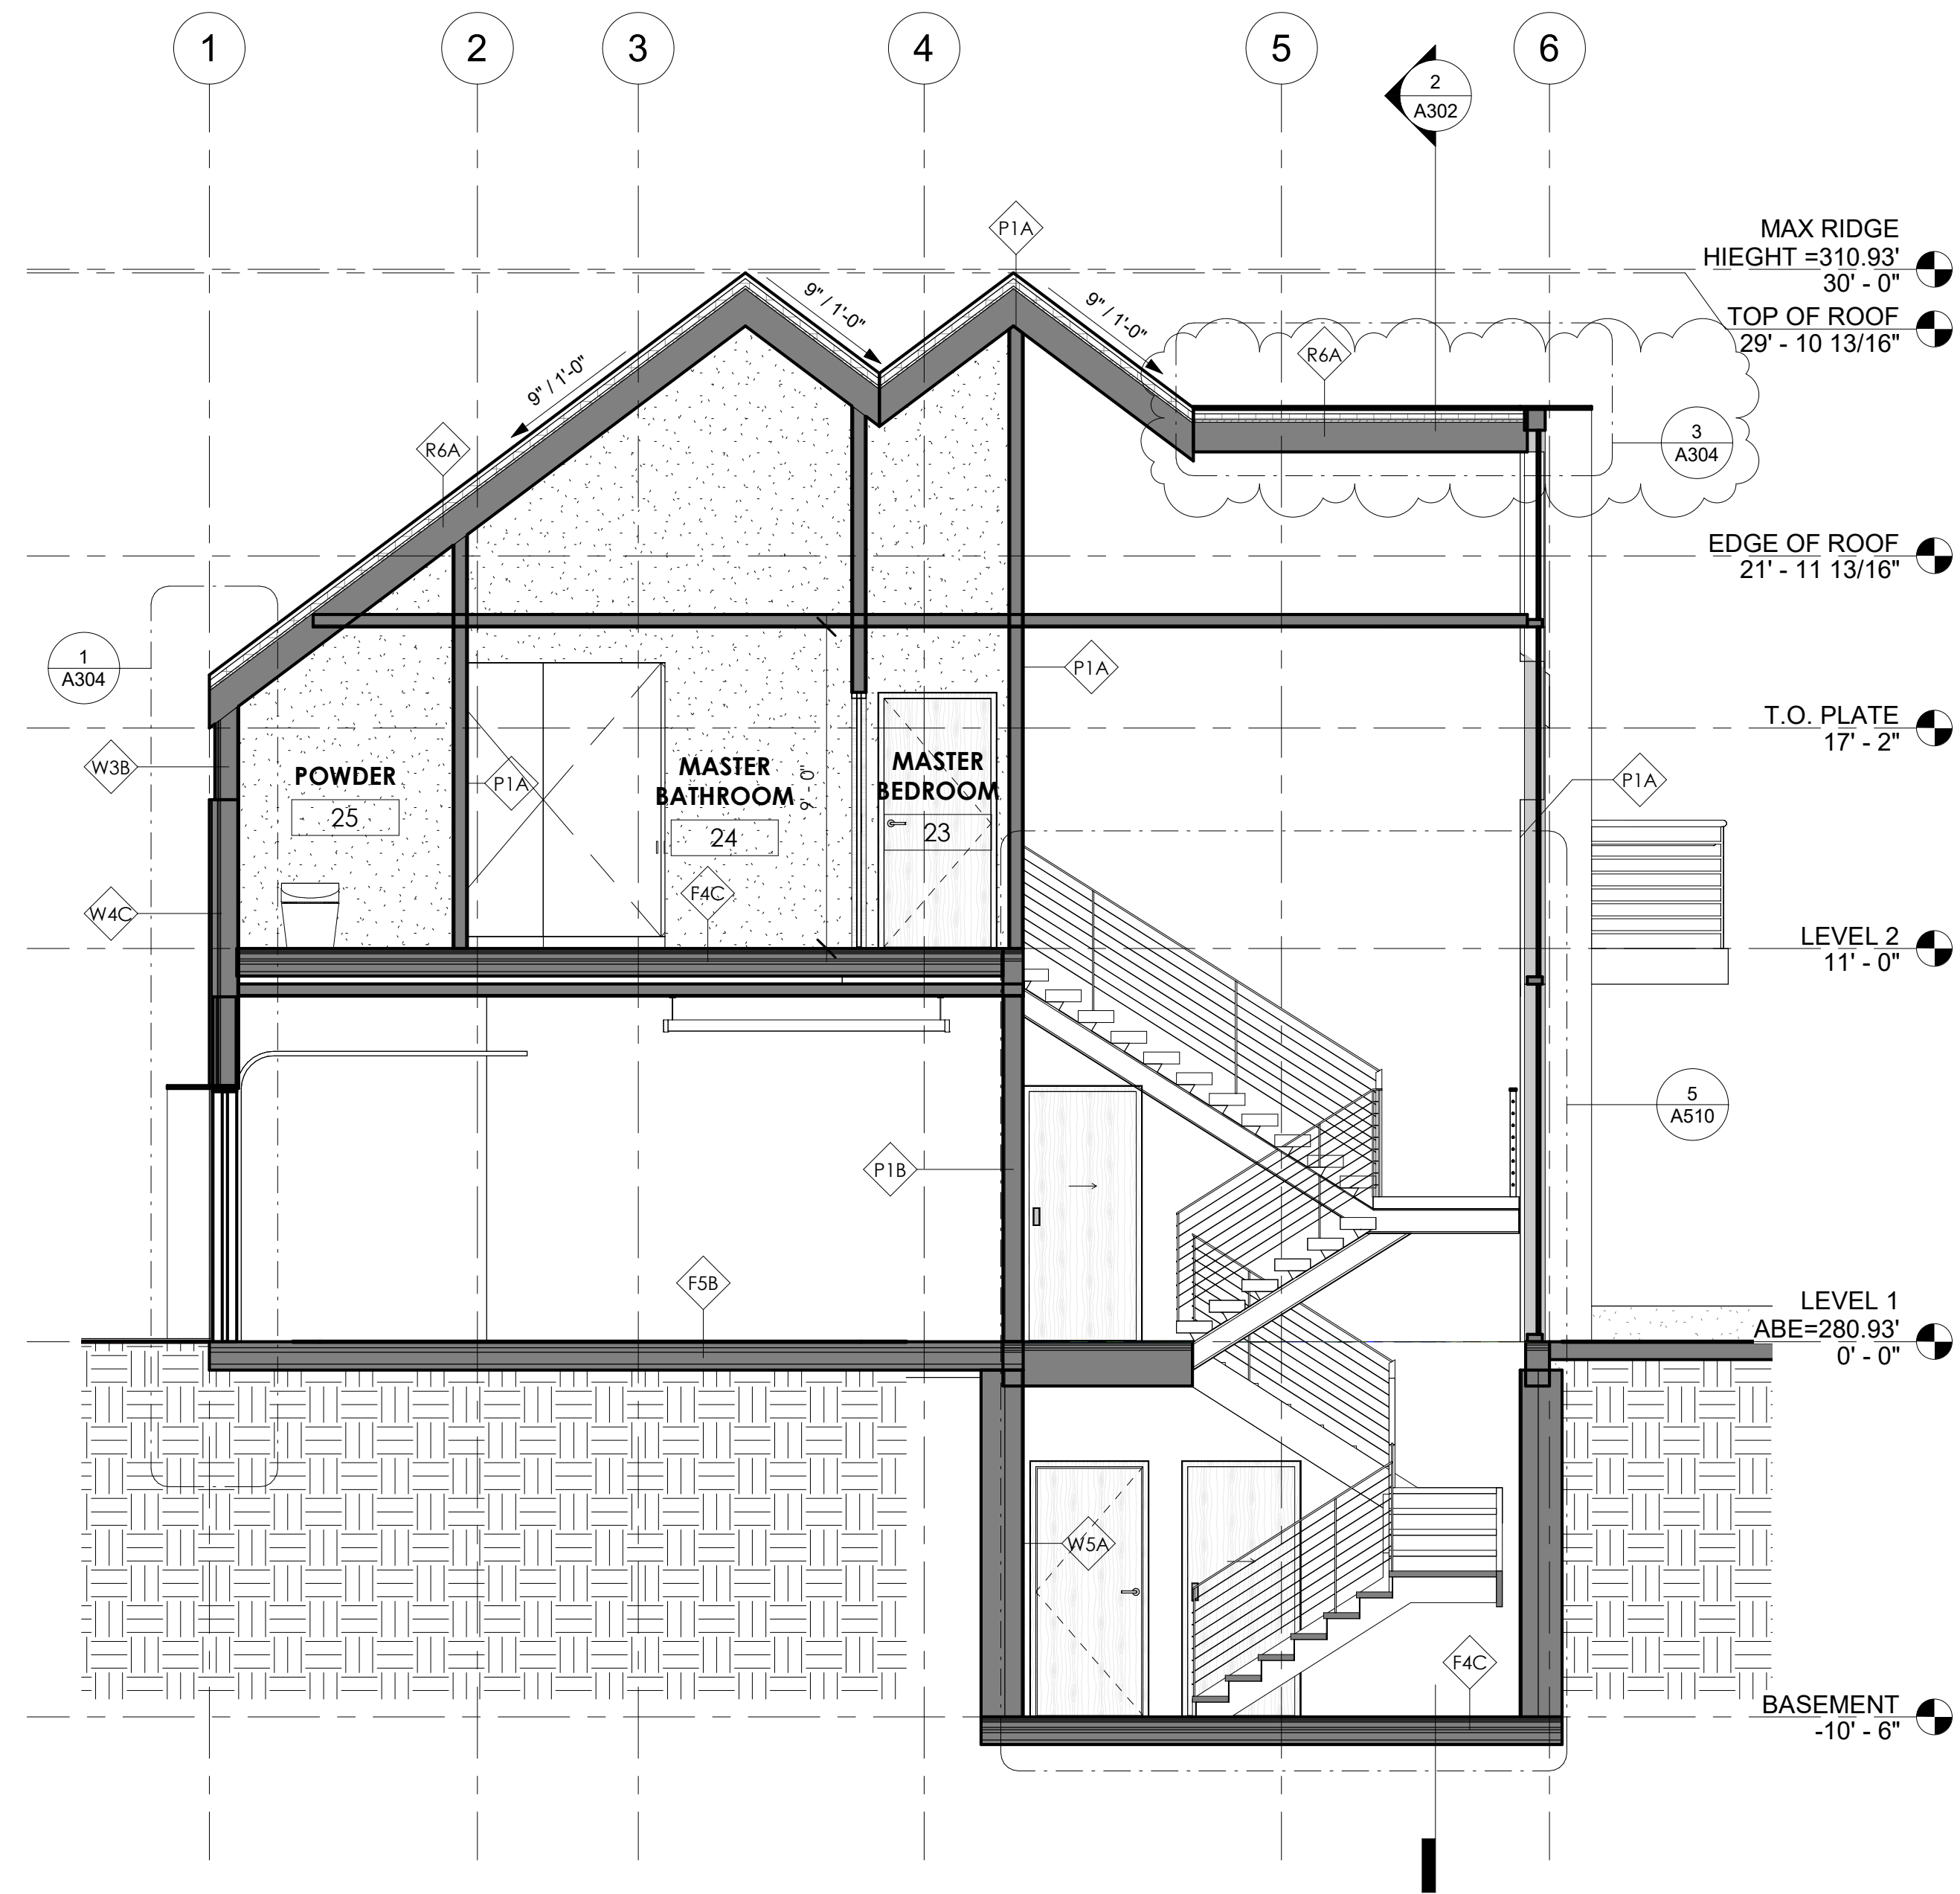 1
2
3
4
5
6
2
A302
P1A
MAX RIDGE
HIEGHT =310.93'
30' - 0"
TOP OF ROOF
29' - 10 13/16"
9" / 1'-0"
9" / 1'-0"
9" / 1'-0"
R6A
R6A
3
A304
EDGE OF ROOF
21' - 11 13/16"
1
A304
P1A
T.O. PLATE
17' - 2"
W3B
POWDER
25
P1A
MASTER
BATHROOM
24
9' - 0"
MASTER
BEDROOM
23
P1A
W4C
F4C
LEVEL 2
11' - 0"
5
A510
P1B
F5B
LEVEL 1
ABE=280.93'
0' - 0"
W5A
F4C
BASEMENT
-10' - 6"